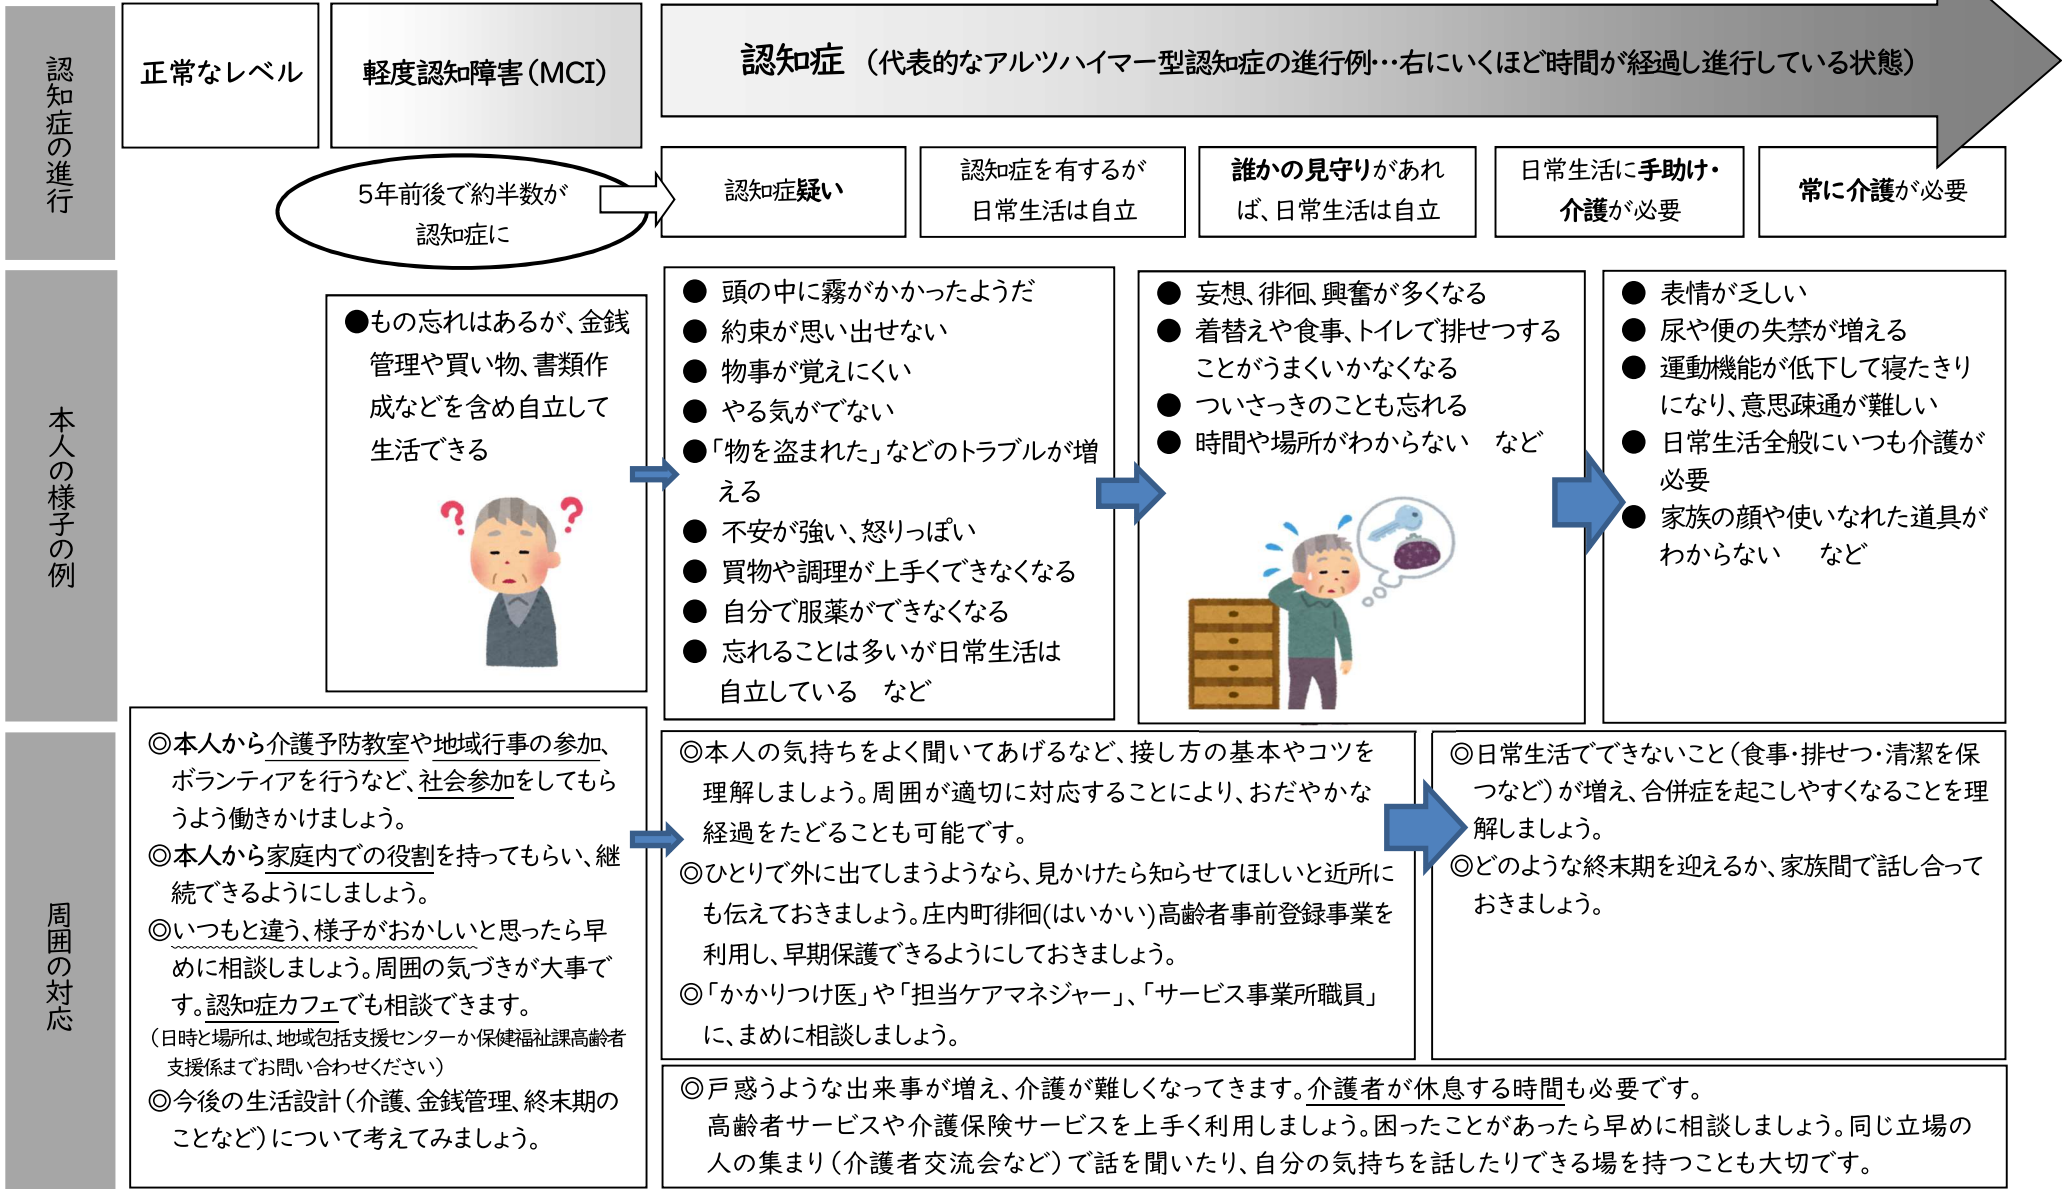 認知症の進行
正常なレベル
軽度認知障害（MCI）
認知症 （代表的なアルツハイマー型認知症の進行例…右にいくほど時間が経過し進行している状態）
5年前後で約半数が
認知症に
認知症疑い
認知症を有するが
日常生活は自立
誰かの見守りがあれ
ば、日常生活は自立
日常生活に手助け・
介護が必要
常に介護が必要
本人の様子の例
●もの忘れはあるが、金銭
管理や買い物、書類作
成などを含め自立して
生活できる
● 頭の中に霧がかかったようだ
● 約束が思い出せない
● 物事が覚えにくい
● やる気がでない
●「物を盗まれた」などのトラブルが増
える
● 不安が強い、怒りっぽい
● 買物や調理が上手くできなくなる
● 自分で服薬ができなくなる
● 忘れることは多いが日常生活は
自立している　など
● 妄想、徘徊、興奮が多くなる
● 着替えや食事、トイレで排せつする
ことがうまくいかなくなる
● ついさっきのことも忘れる
● 時間や場所がわからない　など
● 表情が乏しい
● 尿や便の失禁が増える
● 運動機能が低下して寝たきり
になり、意思疎通が難しい
● 日常生活全般にいつも介護が
必要
● 家族の顔や使いなれた道具が
わからない　など
周囲の対応
◎本人から介護予防教室や地域行事の参加、
ボランティアを行うなど、社会参加をしてもら
うよう働きかけましょう。
◎本人から家庭内での役割を持ってもらい、継
続できるようにしましょう。
◎いつもと違う、様子がおかしいと思ったら早
めに相談しましょう。周囲の気づきが大事で
す。認知症カフェでも相談できます。
（日時と場所は、地域包括支援センターか保健福祉課高齢者
支援係までお問い合わせください）
◎今後の生活設計（介護、金銭管理、終末期の
ことなど）について考えてみましょう。
◎本人の気持ちをよく聞いてあげるなど、接し方の基本やコツを
理解しましょう。周囲が適切に対応することにより、おだやかな
経過をたどることも可能です。
◎ひとりで外に出てしまうようなら、見かけたら知らせてほしいと近所に
も伝えておきましょう。庄内町徘徊(はいかい)高齢者事前登録事業を
利用し、早期保護できるようにしておきましょう。
◎「かかりつけ医」や「担当ケアマネジャー」、「サービス事業所職員」
に、まめに相談しましょう。
◎日常生活でできないこと（食事・排せつ・清潔を保
つなど）が増え、合併症を起こしやすくなることを理
解しましょう。
◎どのような終末期を迎えるか、家族間で話し合って
おきましょう。
◎戸惑うような出来事が増え、介護が難しくなってきます。介護者が休息する時間も必要です。
高齢者サービスや介護保険サービスを上手く利用しましょう。困ったことがあったら早めに相談しましょう。同じ立場の
人の集まり（介護者交流会など）で話を聞いたり、自分の気持ちを話したりできる場を持つことも大切です。